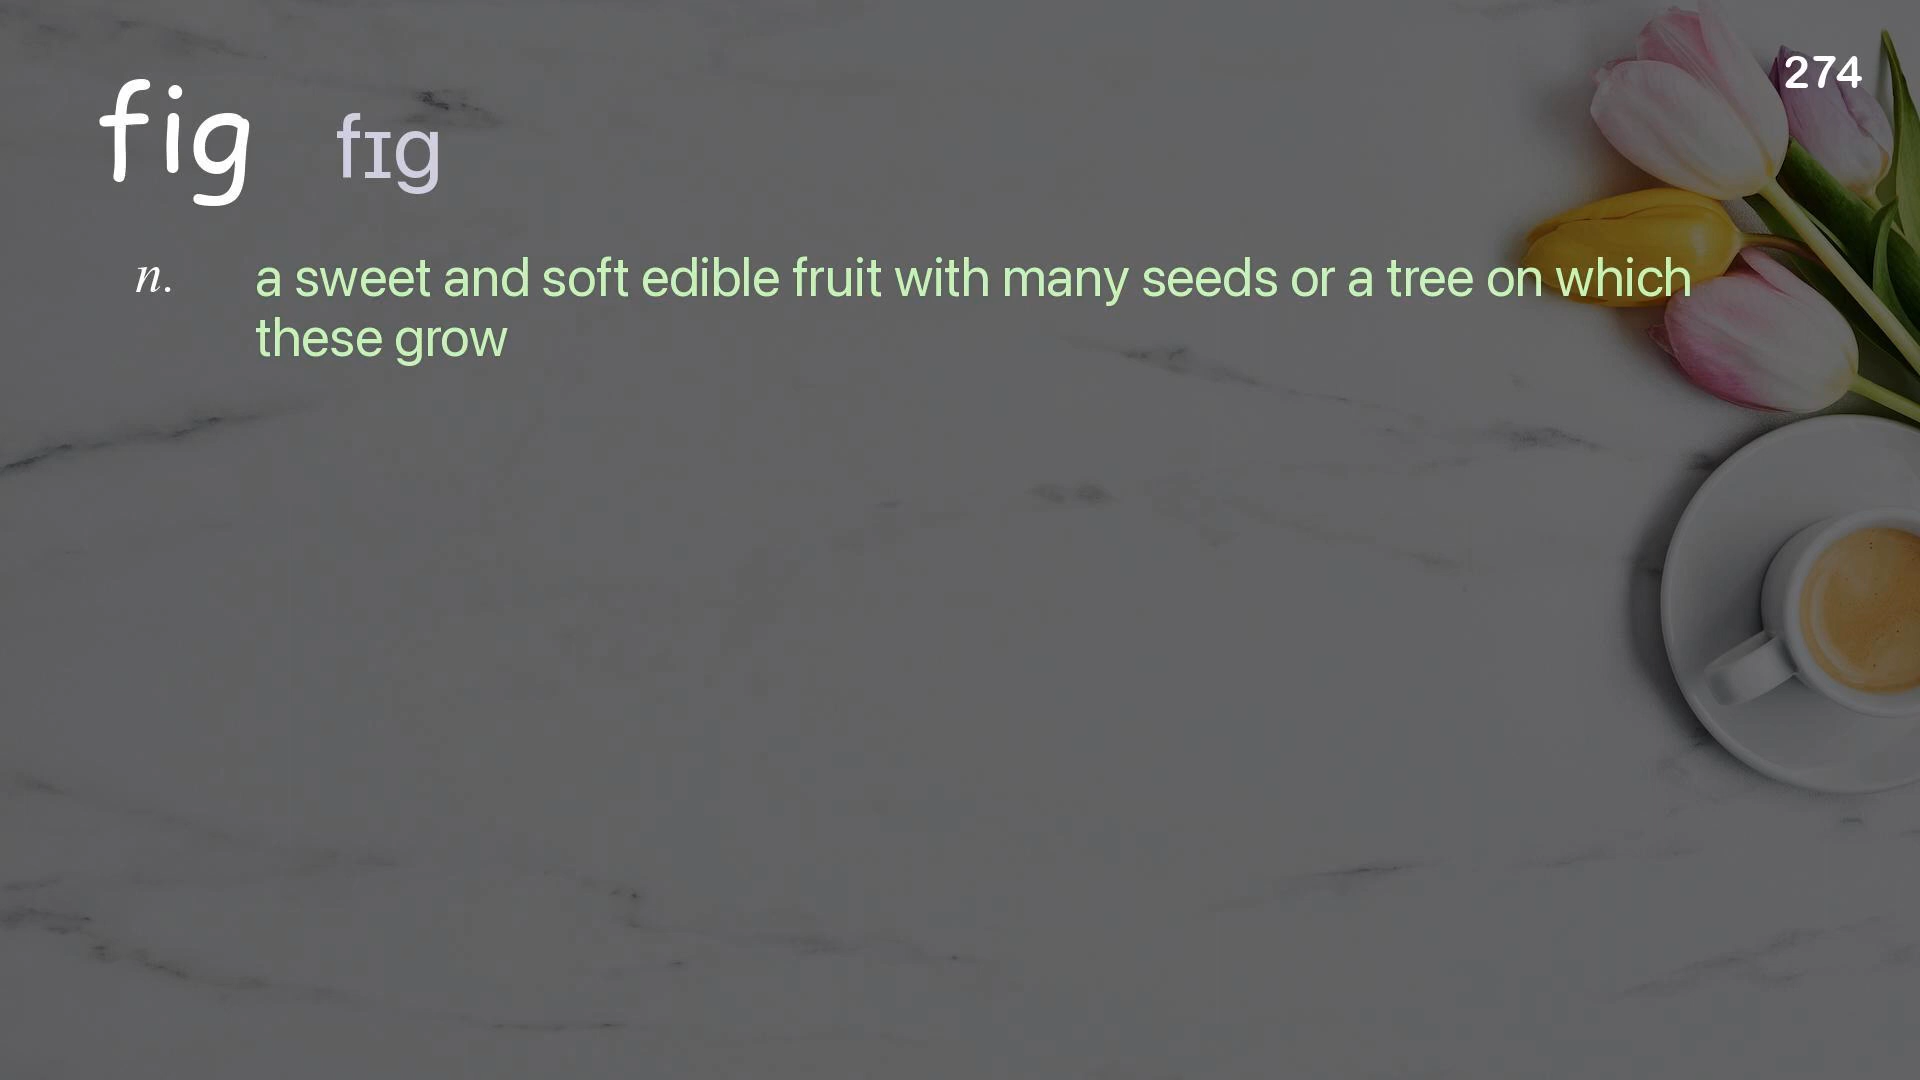 274
fig fɪg
n. a sweet and soft edible fruit with many seeds or a tree on which
these grow